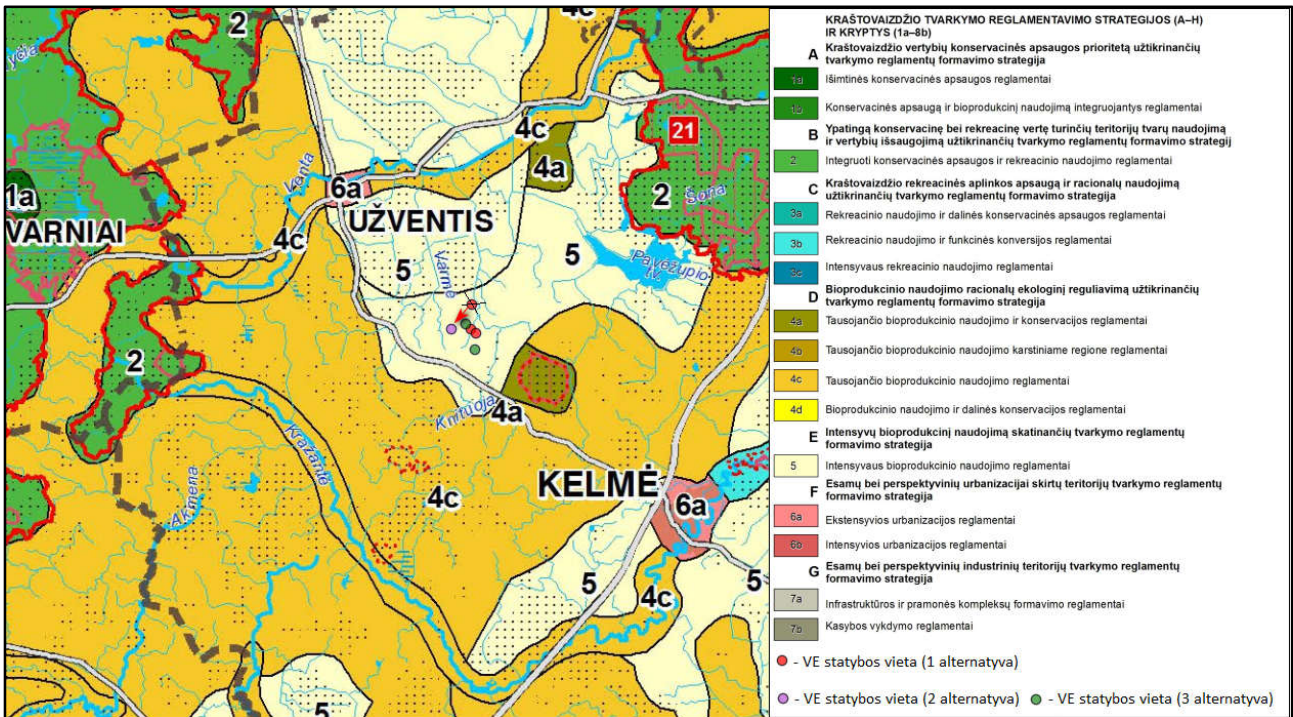 2
4c
yčia
21
4c
4a
Venta
6a
2
Šona
1a
VARNIAI
UŽVENTIS
4c
5
Varmė
5
Pavėžupio
tv.
2
4a
Knituoja
Kražantė
KELMĖ
4c
6a
Akmena
5
4c
5
5
KRAŠTOVAIZDŽIO TVARKYMO REGLAMENTAVIMO STRATEGIJOS (A–H)
IR KRYPTYS (1a–8b)
A Kraštovaizdžio vertybių konservacinės apsaugos prioritetą užtikrinančių
tvarkymo reglamentų formavimo strategija
1a Išimtinės konservacinės apsaugos reglamentai
1b Konservacinės apsaugą ir bioprodukcinį naudojimą integruojantys reglamentai
B Ypatingą konservacinę bei rekreacinę vertę turinčių teritorijų tvarų naudojimą
ir vertybių išsaugojimą užtikrinančių tvarkymo reglamentų formavimo strategij
2 Integruoti konservacinės apsaugos ir rekreacinio naudojimo reglamentai
C Kraštovaizdžio rekreacinės aplinkos apsaugą ir racionalų naudojimą
užtikrinančių tvarkymo reglamentų formavimo strategija
3a Rekreacinio naudojimo ir dalinės konservacinės apsaugos reglamentai
3b Rekreacinio naudojimo ir funkcinės konversijos reglamentai
3c Intensyvaus rekreacinio naudojimo reglamentai
D Bioprodukcinio naudojimo racionalų ekologinį reguliavimą užtikrinančių
tvarkymo reglamentų formavimo strategija
4a Tausojančio bioprodukcinio naudojimo ir konservacijos reglamentai
4b Tausojančio bioprodukcinio naudojimo karstiniame regione reglamentai
4c Tausojančio bioprodukcinio naudojimo reglamentai
4d Bioprodukcinio naudojimo ir dalinės konservacijos reglamentai
E Intensyvų bioprodukcinį naudojimą skatinančių tvarkymo reglamentų
formavimo strategija
5 Intensyvaus bioprodukcinio naudojimo reglamentai
F Esamų bei perspektyvinių urbanizacijai skirtų teritorijų tvarkymo reglamentų
formavimo strategija
6a Ekstensyvios urbanizacijos reglamentai
6b Intensyvios urbanizacijos reglamentai
G Esamų bei perspektyvinių industrinių teritorijų tvarkymo reglamentų
formavimo strategija
7a Infrastruktūros ir pramonės kompleksų formavimo reglamentai
7b Kasybos vykdymo reglamentai
- VE statybos vieta (1 alternatyva)
- VE statybos vieta (2 alternatyva) - VE statybos vieta (3 alternatyva)